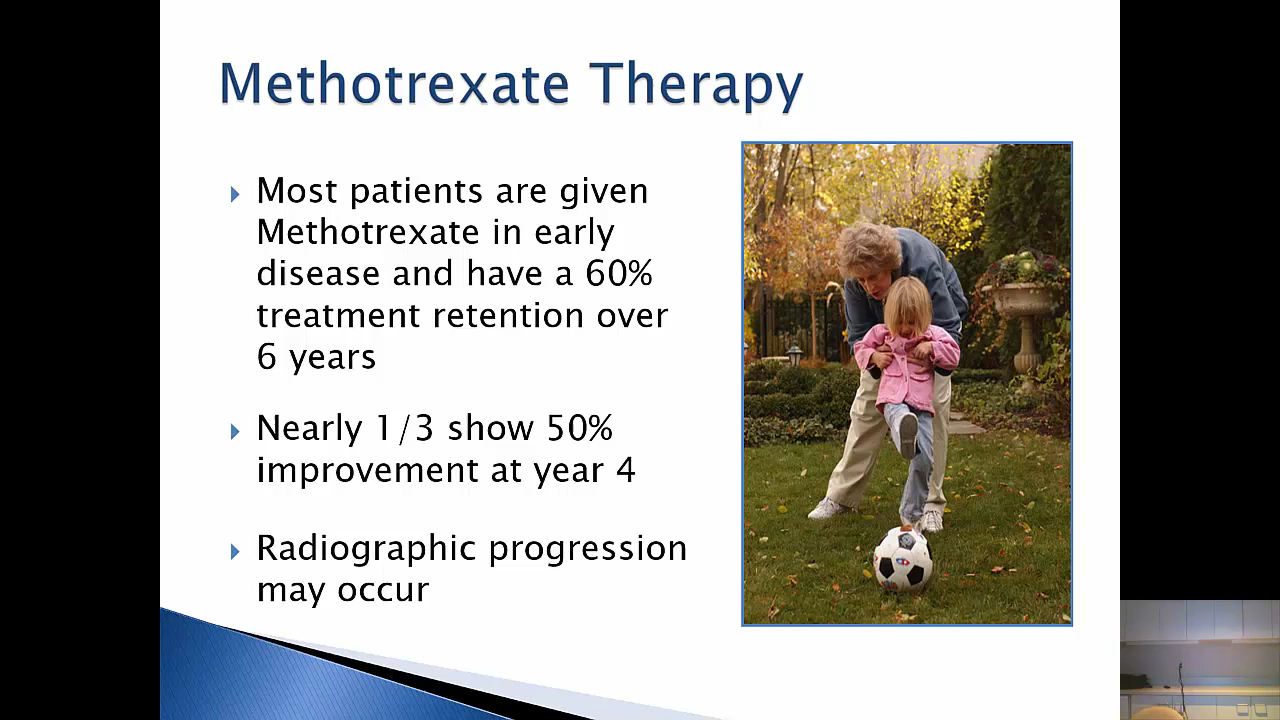 Methotrexate Therapy
Most patients are given
Methotrexate in early
disease and have a 60%
treatment retention over
6 years
Nearly 1/3 show 50%
improvement at year 4
Radiographic progression
may occur